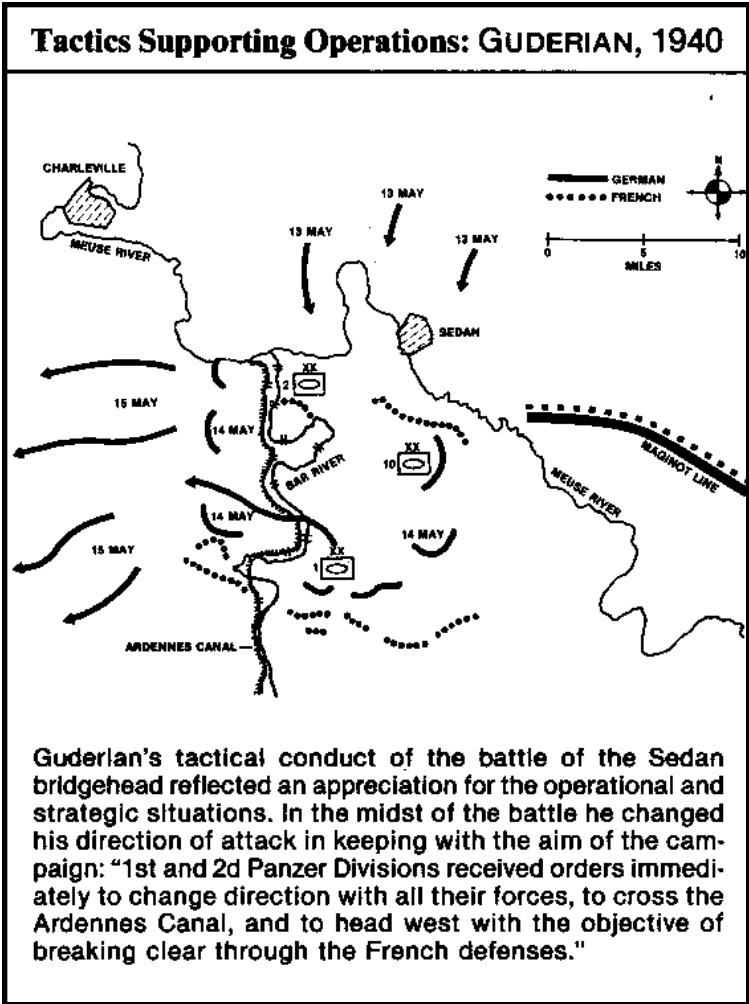 Tactics Supporting Operations: GUDERIAN, 1940
CHARLEVILLE
MEUSE RIVER
13 MAY
13 MAY
13 MAY
GERMAN
FRENCH
N
0 5 10
MILES
SEDAN
XX
2
15 MAY
14 MAY
BAR RIVER
XX
10
MAGINOT LINE
MEUSE RIVER
14 MAY
14 MAY
15 MAY
XX
1
ARDENNES CANAL
Guderian's tactical conduct of the battle of the Sedan
bridgehead reflected an appreciation for the operational and
strategic situations. In the midst of the battle he changed
his direction of attack in keeping with the aim of the cam-
paign: "1st and 2d Panzer Divisions received orders immedi-
ately to change direction with all their forces, to cross the
Ardennes Canal, and to head west with the objective of
breaking clear through the French defenses."